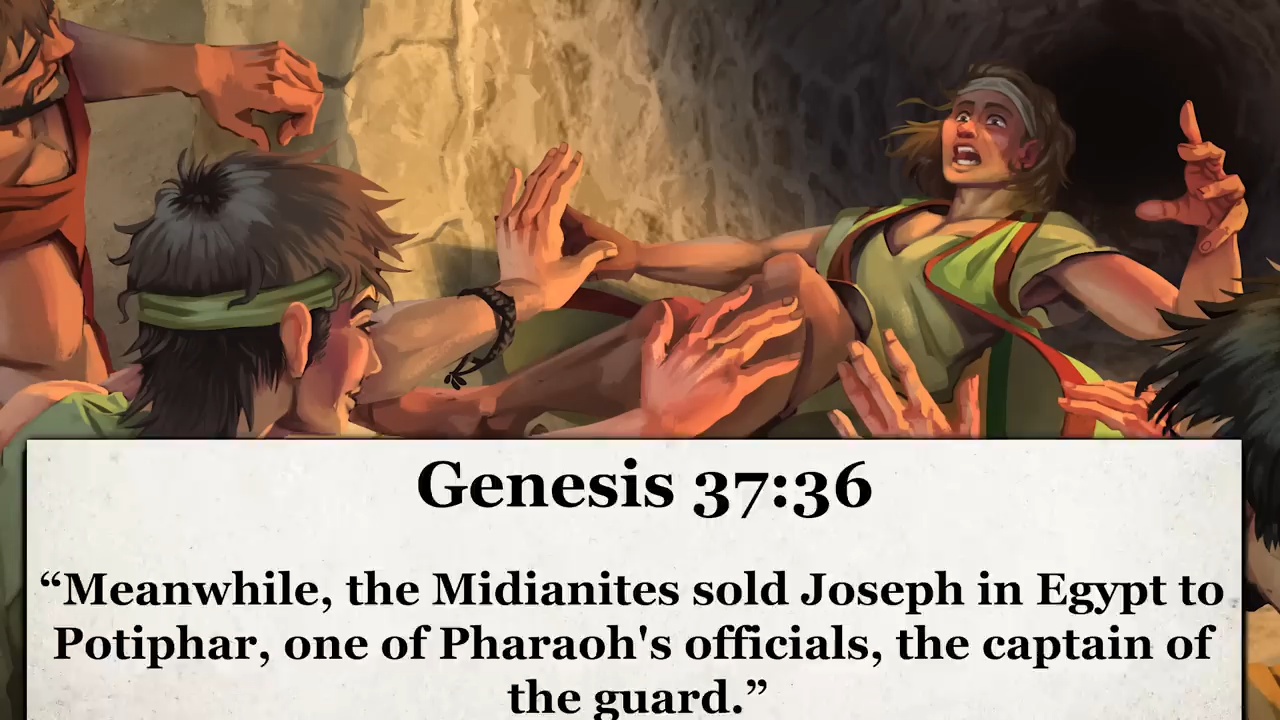 Genesis 37:36
“Meanwhile, the Midianites sold Joseph in Egypt to
Potiphar, one of Pharaoh's officials, the captain of
the guard.”